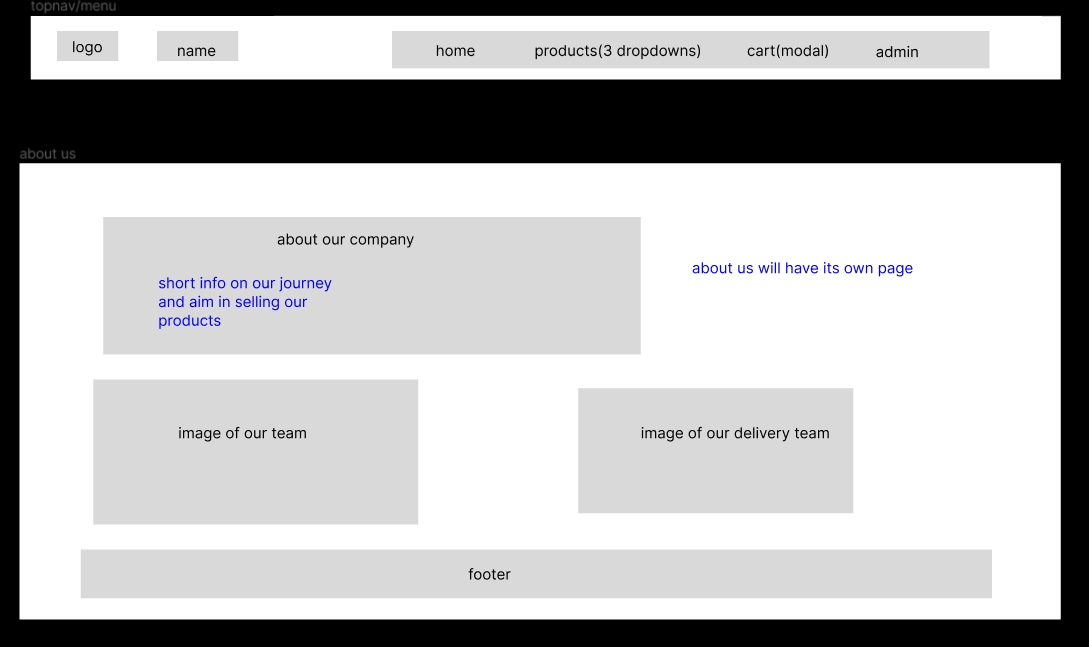 topnav/menu
logo
name
home
products(3 dropdowns)
cart(modal)
admin
about us
about our company
about us will have its own page
short info on our journey
and aim in selling our
products
image of our team
image of our delivery team
footer